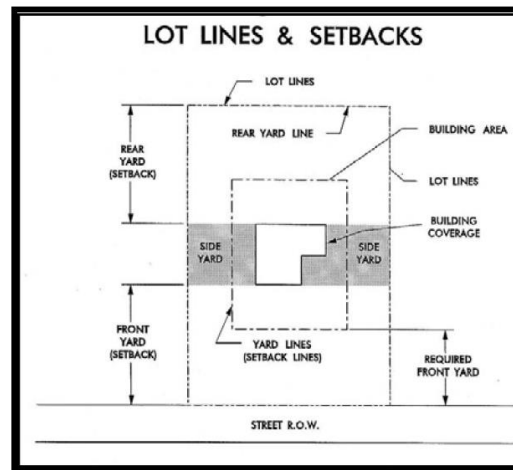 LOT LINES & SETBACKS
LOT LINES
REAR YARD LINE
BUILDING AREA
REAR
YARD
(SETBACK)
LOT LINES
BUILDING
COVERAGE
SIDE
YARD
SIDE
YARD
FRONT
YARD
(SETBACK)
YARD LINES
(SETBACK LINES)
REQUIRED
FRONT YARD
STREET R.O.W.